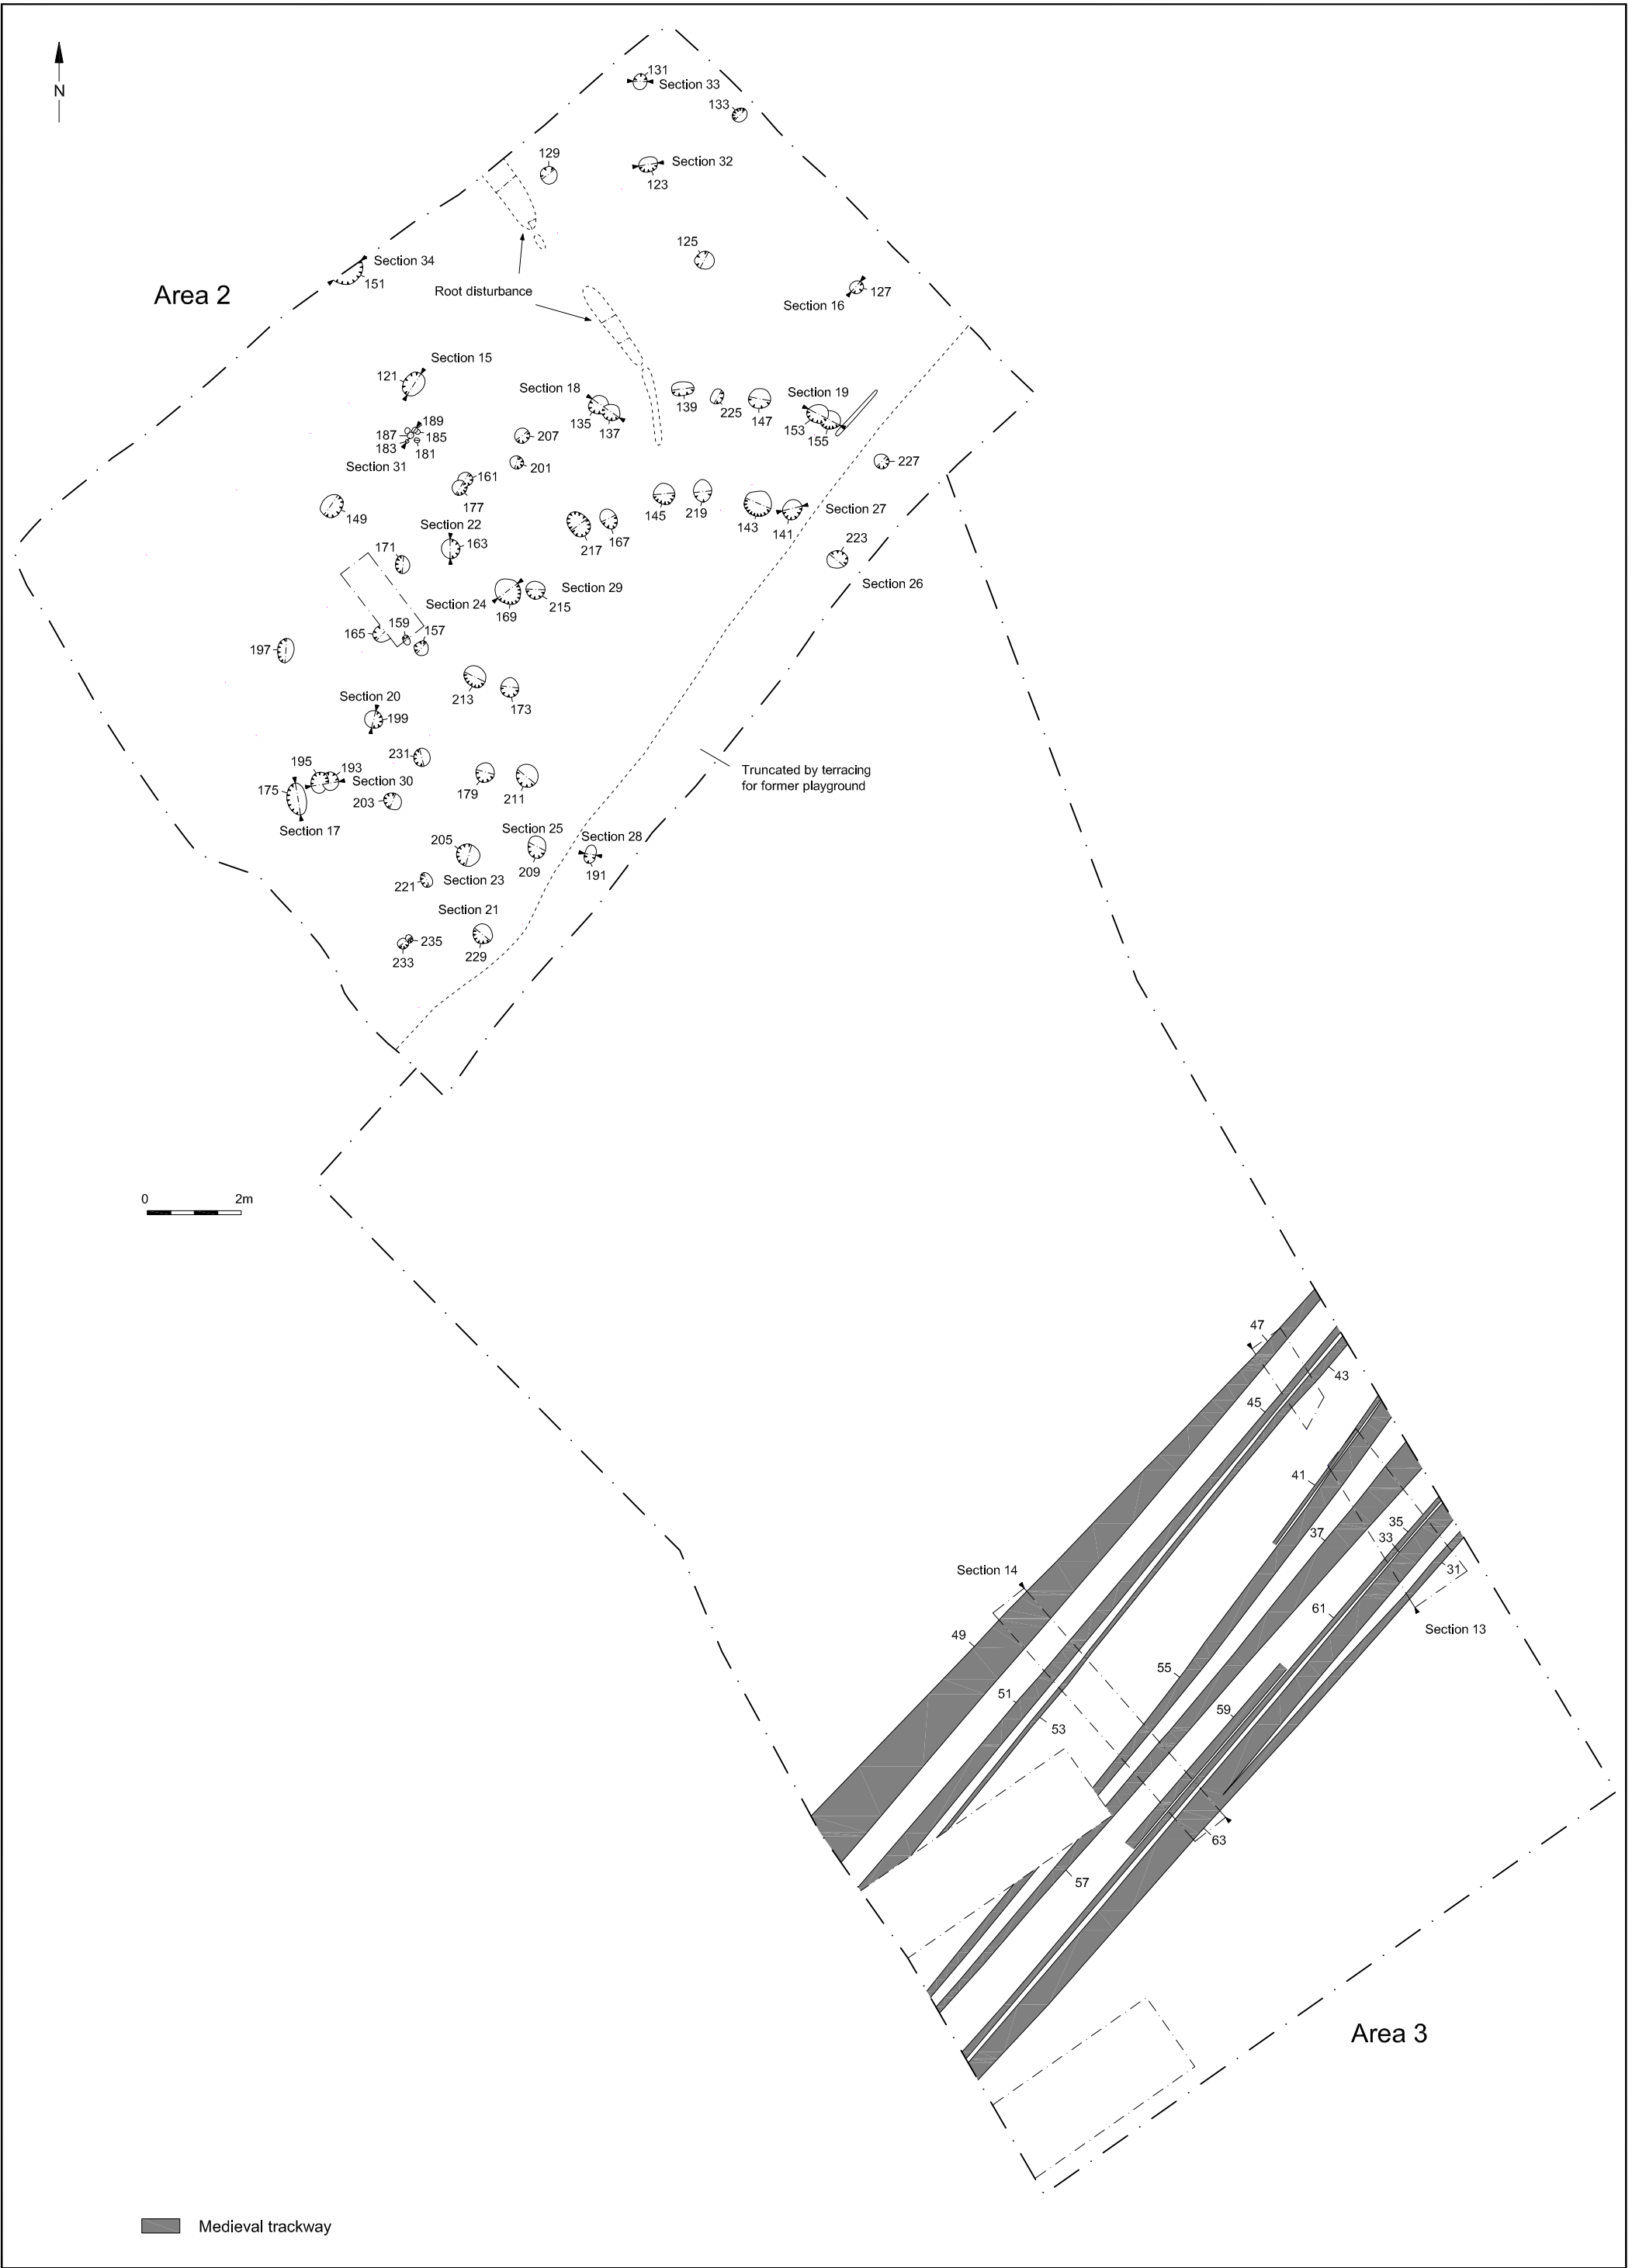 N
131
Section 33
133
129
Section 32
123
125
Section 34
151
Area 2
Root disturbance
127
Section 16
Section 15
121
Section 18
135
137
139
225
147
Section 19
153
155
189
187
185
183
181
Section 31
207
201
227
161
177
149
145
219
143
141
Section 27
Section 22
163
217
167
223
171
Section 26
Section 24
169
Section 29
215
159
165
157
197
213
173
Section 20
199
231
195
193
Section 30
175
203
179
211
Truncated by terracing
for former playground
Section 17
Section 25
Section 28
205
209
191
221
Section 23
Section 21
235
233
229
0
2m
47
43
45
41
35
37
33
31
Section 14
61
Section 13
49
55
51
59
53
63
57
Area 3
Medieval trackway